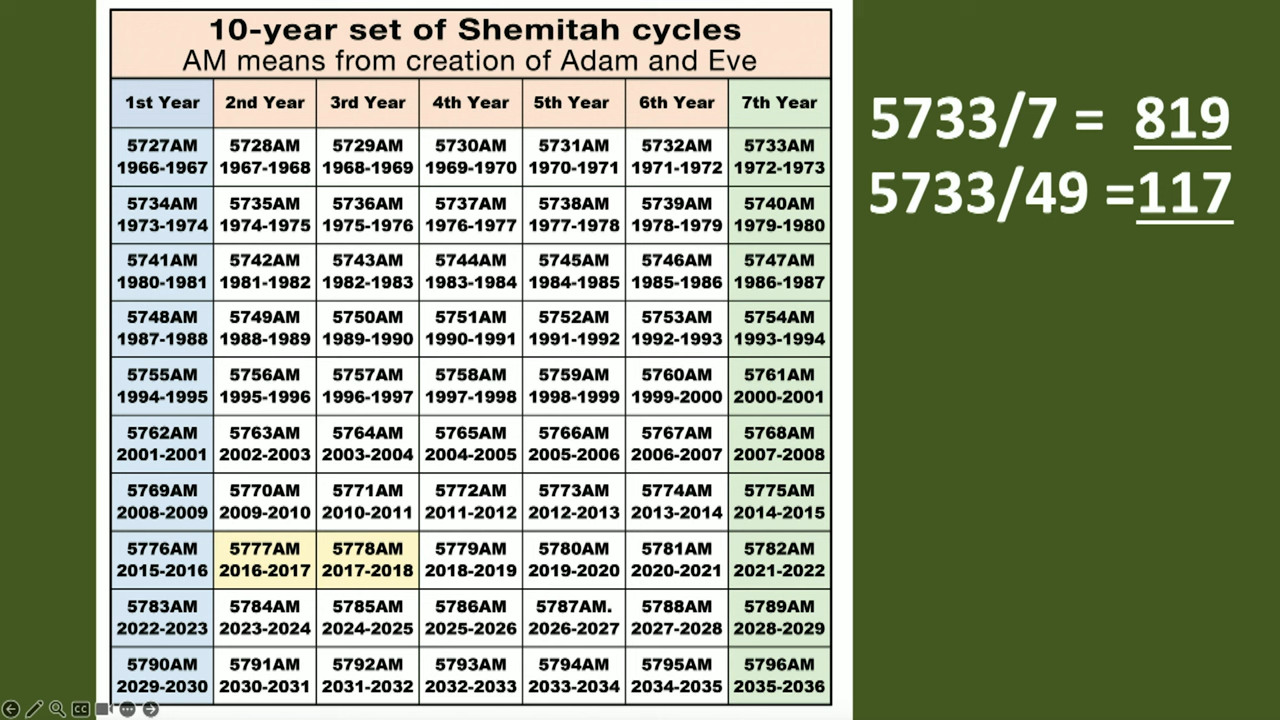 10-year set of Shemitah cycles
AM means from creation of Adam and Eve
1st Year 2nd Year 3rd Year 4th Year 5th Year 6th Year 7th Year
5727AM 5728AM 5729AM 5730AM 5731AM 5732AM 5733AM
1966-1967 1967-1968 1968-1969 1969-1970 1970-1971 1971-1972 1972-1973
5734AM 5735AM 5736AM 5737AM 5738AM 5739AM 5740AM
1973-1974 1974-1975 1975-1976 1976-1977 1977-1978 1978-1979 1979-1980
5741AM 5742AM 5743AM 5744AM 5745AM 5746AM 5747AM
1980-1981 1981-1982 1982-1983 1983-1984 1984-1985 1985-1986 1986-1987
5748AM 5749AM 5750AM 5751AM 5752AM 5753AM 5754AM
1987-1988 1988-1989 1989-1990 1990-1991 1991-1992 1992-1993 1993-1994
5755AM 5756AM 5757AM 5758AM 5759AM 5760AM 5761AM
1994-1995 1995-1996 1996-1997 1997-1998 1998-1999 1999-2000 2000-2001
5762AM 5763AM 5764AM 5765AM 5766AM 5767AM 5768AM
2001-2001 2002-2003 2003-2004 2004-2005 2005-2006 2006-2007 2007-2008
5769AM 5770AM 5771AM 5772AM 5773AM 5774AM 5775AM
2008-2009 2009-2010 2010-2011 2011-2012 2012-2013 2013-2014 2014-2015
5776AM 5777AM 5778AM 5779AM 5780AM 5781AM 5782AM
2015-2016 2016-2017 2017-2018 2018-2019 2019-2020 2020-2021 2021-2022
5783AM 5784AM 5785AM 5786AM 5787AM. 5788AM 5789AM
2022-2023 2023-2024 2024-2025 2025-2026 2026-2027 2027-2028 2028-2029
5790AM 5791AM 5792AM 5793AM 5794AM 5795AM 5796AM
2029-2030 2030-2031 2031-2032 2032-2033 2033-2034 2034-2035 2035-2036
5733/7 = 819
5733/49 =117
CC